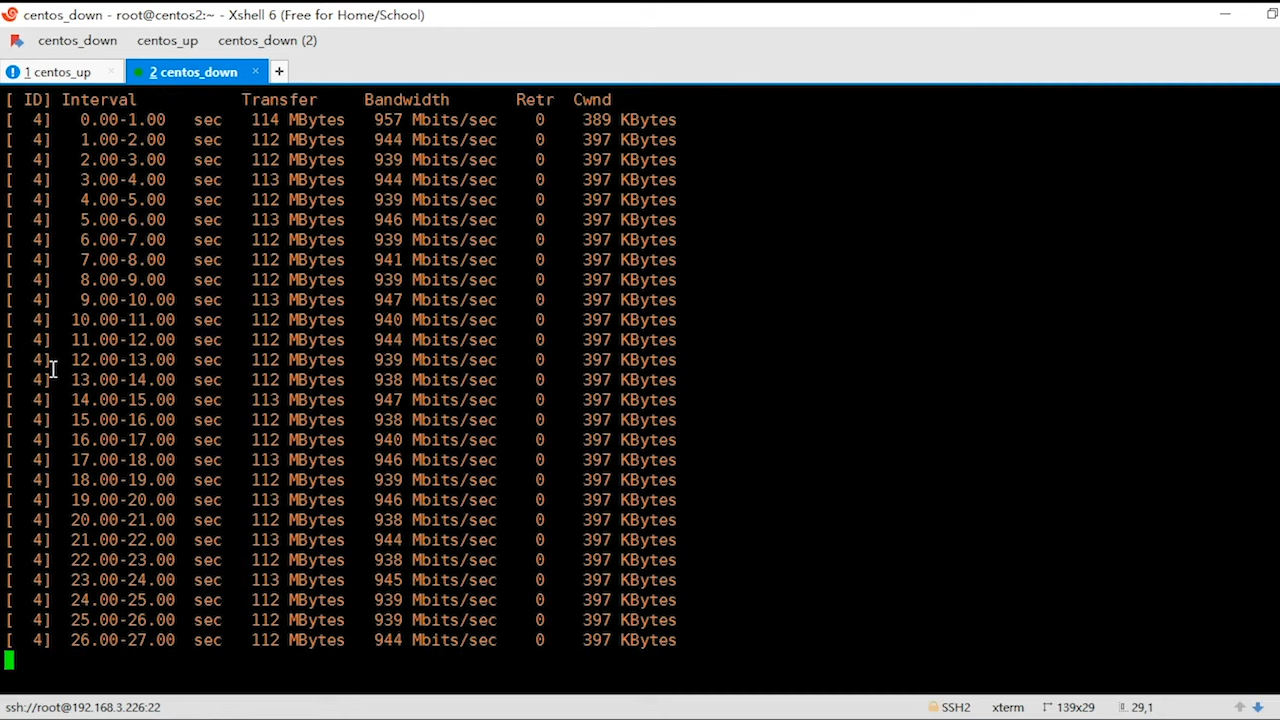 centos_down - root@centos2:~ - Xshell 6 (Free for Home/School)
centos_down centos_up centos_down (2)
1 centos_up × 2 centos_down × +
[ ID] Interval Transfer Bandwidth Retr Cwnd
[ 4] 0.00-1.00 sec 114 MBytes 957 Mbits/sec 0 389 KBytes
[ 4] 1.00-2.00 sec 112 MBytes 944 Mbits/sec 0 397 KBytes
[ 4] 2.00-3.00 sec 112 MBytes 939 Mbits/sec 0 397 KBytes
[ 4] 3.00-4.00 sec 113 MBytes 944 Mbits/sec 0 397 KBytes
[ 4] 4.00-5.00 sec 112 MBytes 939 Mbits/sec 0 397 KBytes
[ 4] 5.00-6.00 sec 113 MBytes 946 Mbits/sec 0 397 KBytes
[ 4] 6.00-7.00 sec 112 MBytes 939 Mbits/sec 0 397 KBytes
[ 4] 7.00-8.00 sec 112 MBytes 941 Mbits/sec 0 397 KBytes
[ 4] 8.00-9.00 sec 112 MBytes 939 Mbits/sec 0 397 KBytes
[ 4] 9.00-10.00 sec 113 MBytes 947 Mbits/sec 0 397 KBytes
[ 4] 10.00-11.00 sec 112 MBytes 940 Mbits/sec 0 397 KBytes
[ 4] 11.00-12.00 sec 112 MBytes 944 Mbits/sec 0 397 KBytes
[ 4] 12.00-13.00 sec 112 MBytes 939 Mbits/sec 0 397 KBytes
[ 4] 13.00-14.00 sec 112 MBytes 938 Mbits/sec 0 397 KBytes
[ 4] 14.00-15.00 sec 113 MBytes 947 Mbits/sec 0 397 KBytes
[ 4] 15.00-16.00 sec 112 MBytes 938 Mbits/sec 0 397 KBytes
[ 4] 16.00-17.00 sec 112 MBytes 940 Mbits/sec 0 397 KBytes
[ 4] 17.00-18.00 sec 113 MBytes 946 Mbits/sec 0 397 KBytes
[ 4] 18.00-19.00 sec 112 MBytes 939 Mbits/sec 0 397 KBytes
[ 4] 19.00-20.00 sec 113 MBytes 946 Mbits/sec 0 397 KBytes
[ 4] 20.00-21.00 sec 112 MBytes 938 Mbits/sec 0 397 KBytes
[ 4] 21.00-22.00 sec 113 MBytes 944 Mbits/sec 0 397 KBytes
[ 4] 22.00-23.00 sec 112 MBytes 938 Mbits/sec 0 397 KBytes
[ 4] 23.00-24.00 sec 113 MBytes 945 Mbits/sec 0 397 KBytes
[ 4] 24.00-25.00 sec 112 MBytes 939 Mbits/sec 0 397 KBytes
[ 4] 25.00-26.00 sec 112 MBytes 939 Mbits/sec 0 397 KBytes
[ 4] 26.00-27.00 sec 112 MBytes 944 Mbits/sec 0 397 KBytes
ssh://root@192.168.3.226:22 SSH2 xterm 139x29 29,1